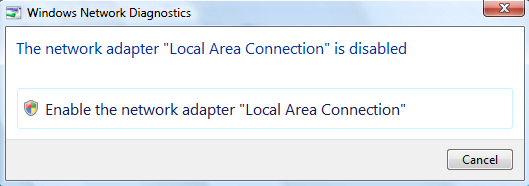 Windows Network Diagnostics
The network adapter "Local Area Connection" is disabled
Enable the network adapter "Local Area Connection"
Cancel